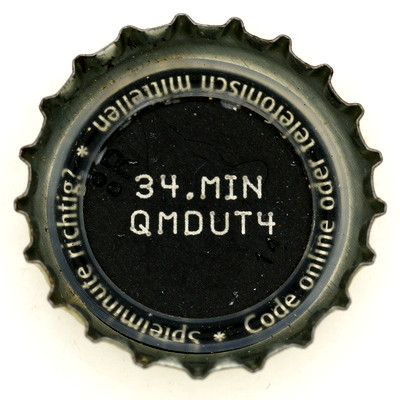 34.MIN
QMDUT4
Spielminute richtig? * Code online oder telefonisch mitteilen *